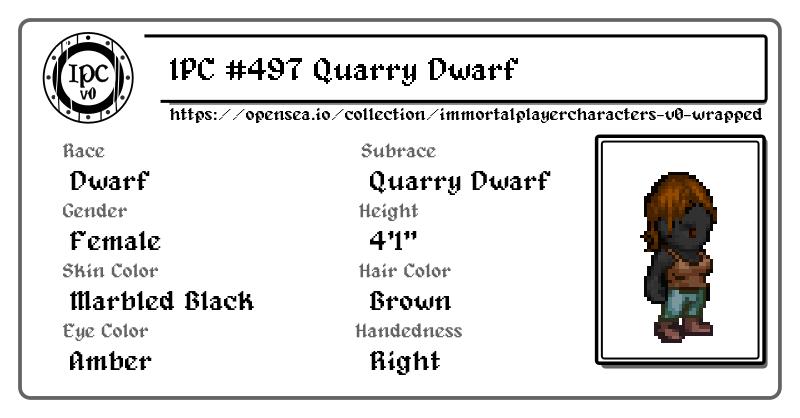 IPC
v0
IPC #497 Quarry Dwarf
https://opensea.io/collection/immortalplayercharacters-v0-wrapped
Race
Dwarf
Subrace
Quarry Dwarf
Gender
Female
Height
4'1"
Skin Color
Marbled Black
Hair Color
Brown
Eye Color
Amber
Handedness
Right